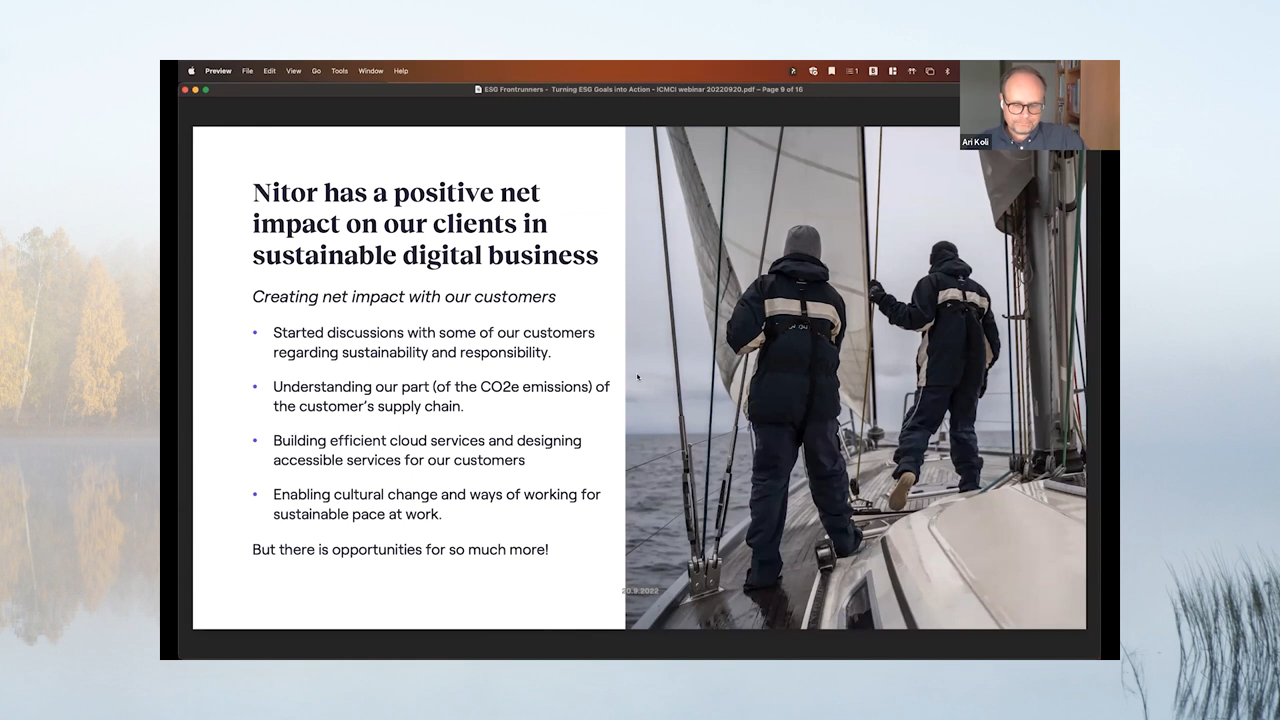 Preview File Edit View Go Tools Window Help
1
ESG Frontrunners - Turning ESG Goals into Action - ICMCI webinar 20220920.pdf – Page 9 of 16
Ari Koli
Nitor has a positive net
impact on our clients in
sustainable digital business
Creating net impact with our customers
• Started discussions with some of our customers
regarding sustainability and responsibility.
• Understanding our part (of the CO2e emissions) of
the customer's supply chain.
• Building efficient cloud services and designing
accessible services for our customers
• Enabling cultural change and ways of working for
sustainable pace at work.
But there is opportunities for so much more!
20.9.2022